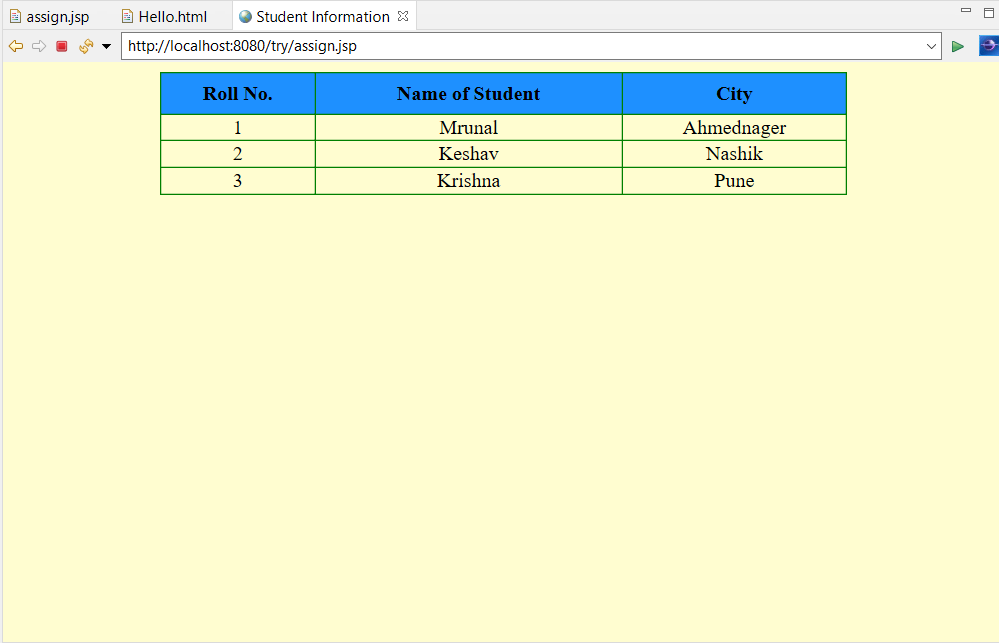 assign.jsp Hello.html Student Information
http://localhost:8080/try/assign.jsp
Roll No. Name of Student City
1 Mrunal Ahmednager
2 Keshav Nashik
3 Krishna Pune